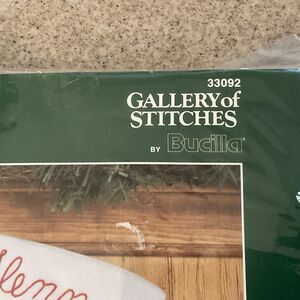 33092
GALLERY of
STITCHES
BY Bucilla®